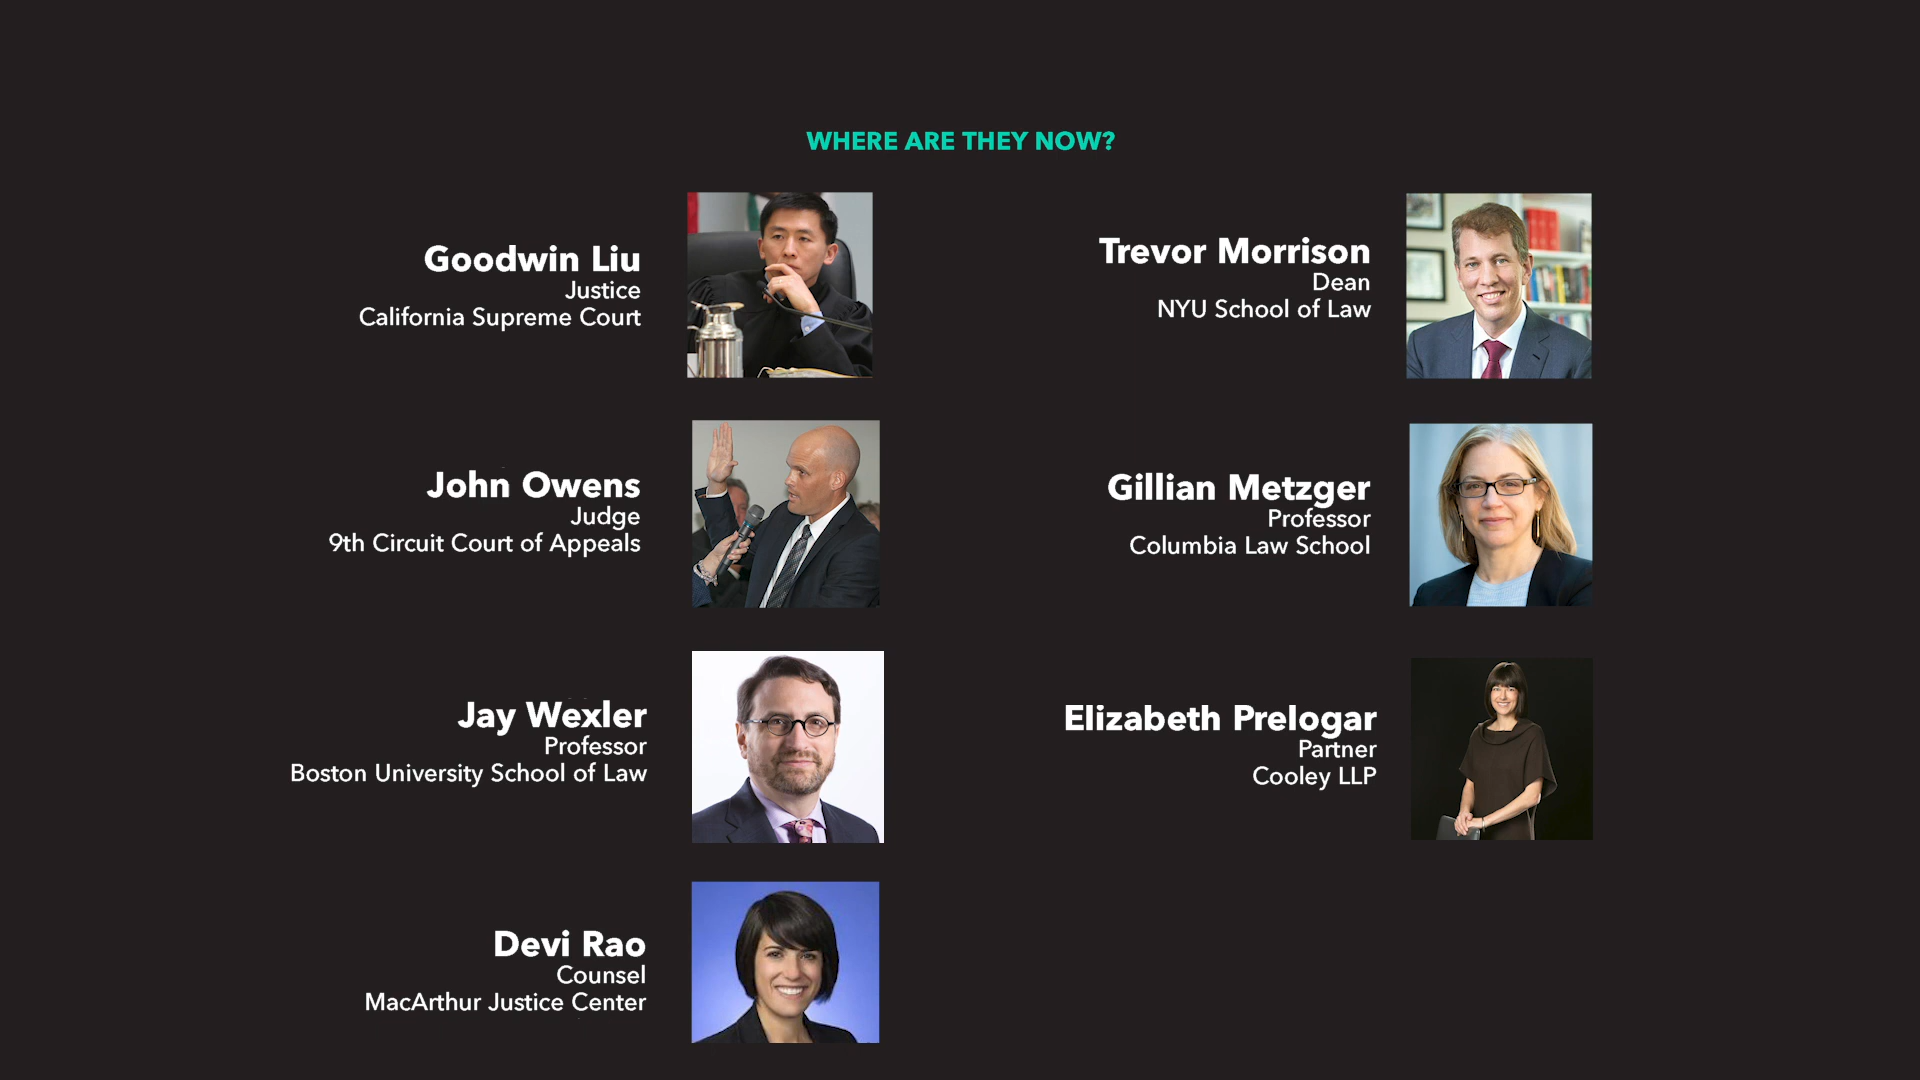 WHERE ARE THEY NOW?
Goodwin Liu
Justice
California Supreme Court
Trevor Morrison
Dean
NYU School of Law
John Owens
Judge
9th Circuit Court of Appeals
Gillian Metzger
Professor
Columbia Law School
Jay Wexler
Professor
Boston University School of Law
Elizabeth Prelogar
Partner
Cooley LLP
Devi Rao
Counsel
MacArthur Justice Center